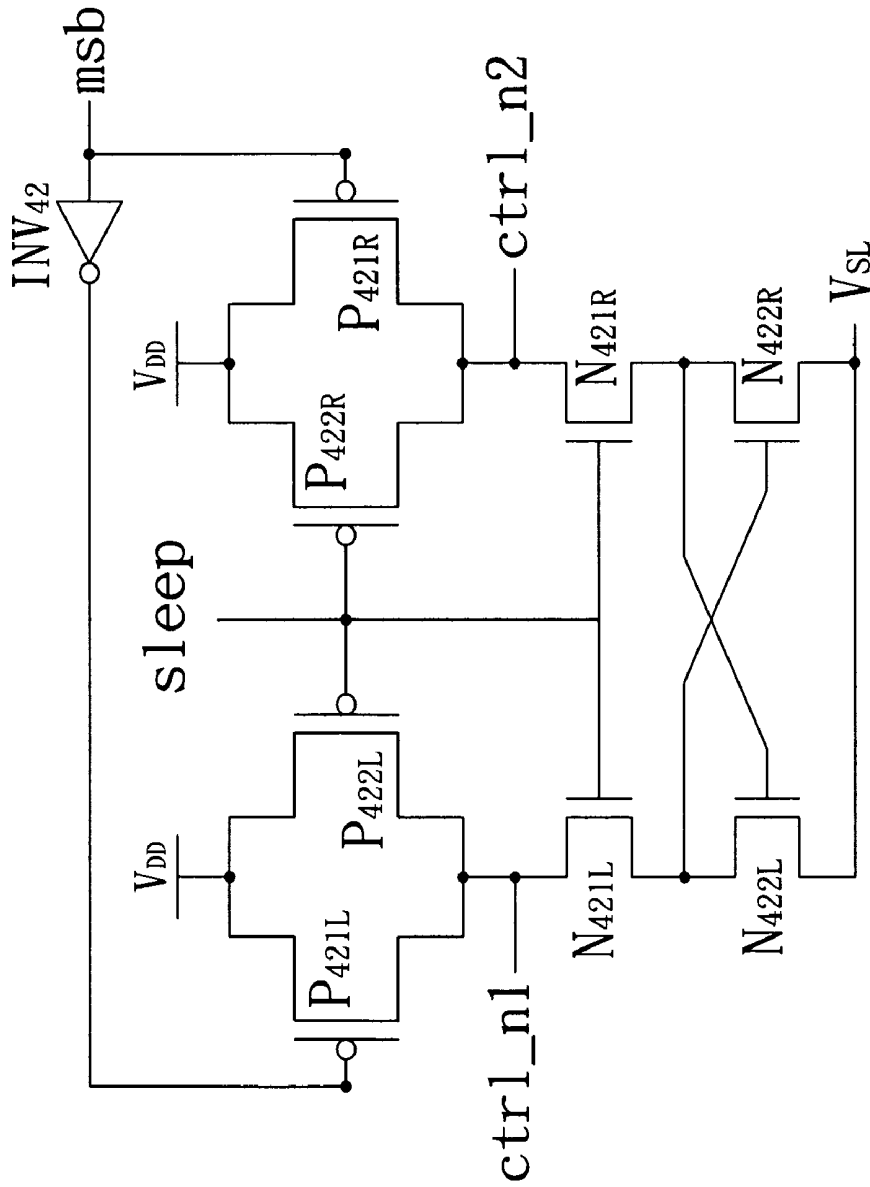 msb
INV42
VDD
VDD
P421R
P422R
sleep
P422L
P421L
ctrl_n2
ctrl_n1
N421R
N421L
N422R
N422L
VSL